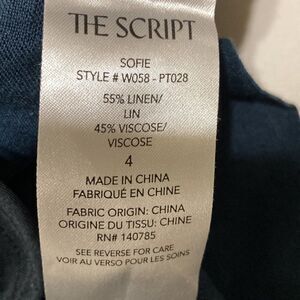 THE SCRIPT
SOFIE
STYLE # W058 - PT028
55% LINEN/
LIN
45% VISCOSE/
VISCOSE
4
MADE IN CHINA
FABRIQUÉ EN CHINE
FABRIC ORIGIN: CHINA
ORIGINE DU TISSU: CHINE
RN# 140785
SEE REVERSE FOR CARE
VOIR AU VERSO POUR LES SOINS